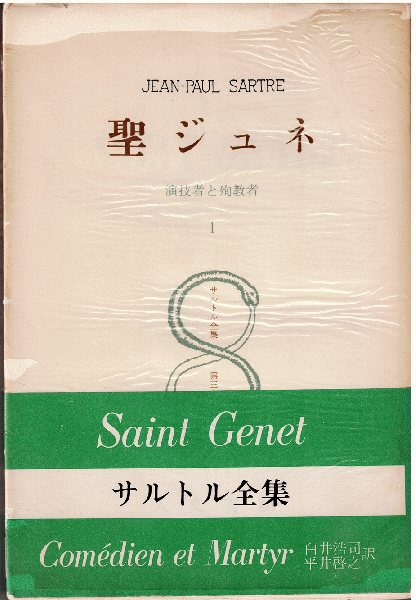 JEAN-PAUL SARTRE
聖ジュネ
演技者と殉教者
I
サルトル全集 第三
Saint Genet
サルトル全集
Comédien et Martyr
白井浩司
平井啓之
訳